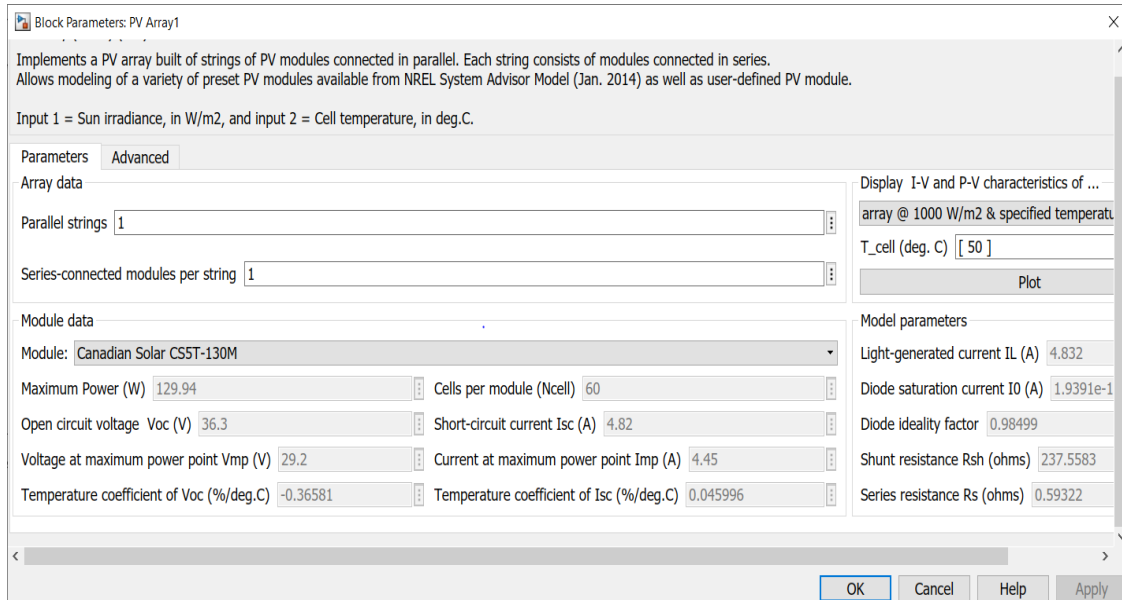 Block Parameters: PV Array1
Implements a PV array built of strings of PV modules connected in parallel. Each string consists of modules connected in series.
Allows modeling of a variety of preset PV modules available from NREL System Advisor Model (Jan. 2014) as well as user-defined PV module.
Input 1 = Sun irradiance, in W/m2, and input 2 = Cell temperature, in deg.C.
Parameters Advanced
Array data
Parallel strings 1
Series-connected modules per string 1
Display I-V and P-V characteristics of ...
array @ 1000 W/m2 & specified temperatu
T_cell (deg. C) [ 50 ]
Plot
Module data
Module: Canadian Solar CS5T-130M
Maximum Power (W) 129.94 Cells per module (Ncell) 60
Open circuit voltage Voc (V) 36.3 Short-circuit current Isc (A) 4.82
Voltage at maximum power point Vmp (V) 29.2 Current at maximum power point Imp (A) 4.45
Temperature coefficient of Voc (%/deg.C) -0.36581 Temperature coefficient of Isc (%/deg.C) 0.045996
Model parameters
Light-generated current IL (A) 4.832
Diode saturation current I0 (A) 1.9391e-1
Diode ideality factor 0.98499
Shunt resistance Rsh (ohms) 237.5583
Series resistance Rs (ohms) 0.59322
OK Cancel Help Apply